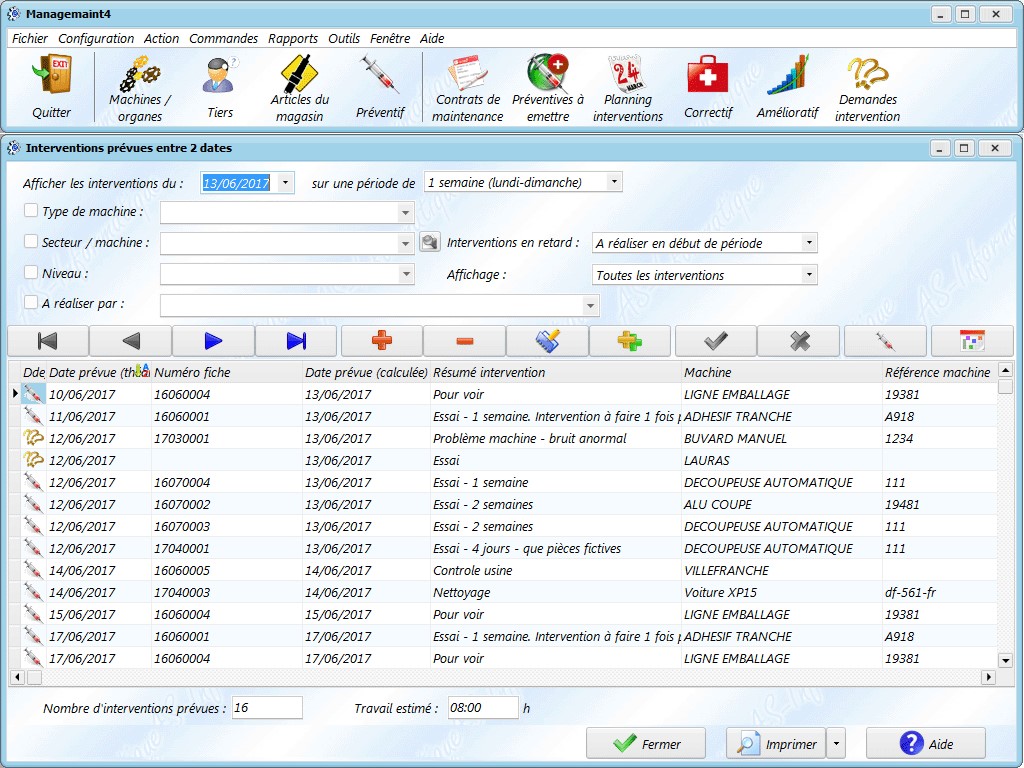 Managemaint4
Fichier Configuration Action Commandes Rapports Outils Fenêtre Aide
EXIT
Quitter
Machines / organes
Tiers
Articles du magasin
Préventif
Contrats de maintenance
Préventives à emettre
24 MARCH
Planning interventions
Correctif
Amélioratif
Demandes intervention
Interventions prévues entre 2 dates
Afficher les interventions du : 13/06/2017 sur une période de 1 semaine (lundi-dimanche)
Type de machine :
Secteur / machine : Interventions en retard : A réaliser en début de période
Niveau : Affichage : Toutes les interventions
A réaliser par :
Dde Date prévue (thé Numéro fiche Date prévue (calculée) Résumé intervention Machine Référence machine
10/06/2017 16060004 13/06/2017 Pour voir LIGNE EMBALLAGE 19381
11/06/2017 16060001 13/06/2017 Essai - 1 semaine. Intervention à faire 1 fois p ADHESIF TRANCHE A918
12/06/2017 17030001 13/06/2017 Problème machine - bruit anormal BUVARD MANUEL 1234
12/06/2017 13/06/2017 Essai LAURAS
12/06/2017 16070004 13/06/2017 Essai - 1 semaine DECOUPEUSE AUTOMATIQUE 111
12/06/2017 16070002 13/06/2017 Essai - 2 semaines ALU COUPE 19481
12/06/2017 16070003 13/06/2017 Essai - 2 semaines DECOUPEUSE AUTOMATIQUE 111
12/06/2017 17040001 13/06/2017 Essai - 4 jours - que pièces fictives DECOUPEUSE AUTOMATIQUE 111
14/06/2017 16060005 14/06/2017 Controle usine VILLEFRANCHE
14/06/2017 17040003 14/06/2017 Nettoyage Voiture XP15 df-561-fr
15/06/2017 16060004 15/06/2017 Pour voir LIGNE EMBALLAGE 19381
17/06/2017 16060001 17/06/2017 Essai - 1 semaine. Intervention à faire 1 fois p ADHESIF TRANCHE A918
17/06/2017 16060004 17/06/2017 Pour voir LIGNE EMBALLAGE 19381
Nombre d'interventions prévues : 16 Travail estimé : 08:00 h
Fermer Imprimer Aide